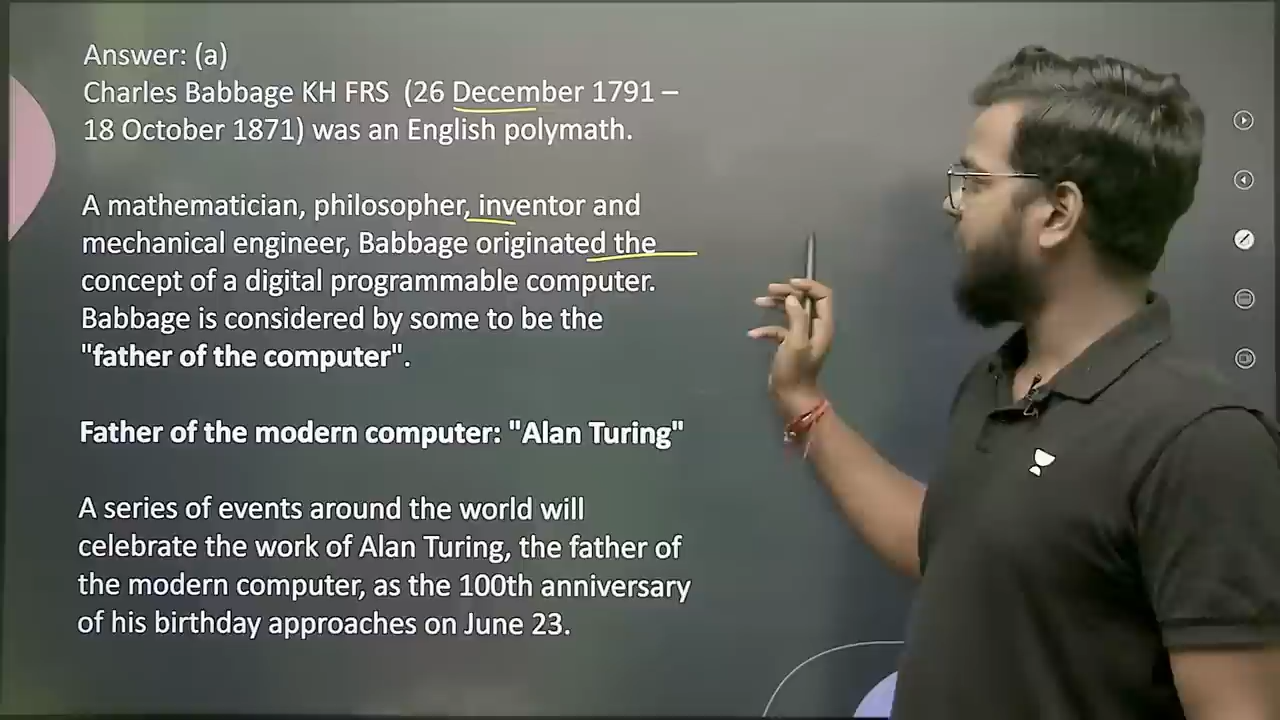 Answer: (a)
Charles Babbage KH FRS (26 December 1791 –
18 October 1871) was an English polymath.
A mathematician, philosopher, inventor and
mechanical engineer, Babbage originated the
concept of a digital programmable computer.
Babbage is considered by some to be the
"father of the computer".
Father of the modern computer: "Alan Turing"
A series of events around the world will
celebrate the work of Alan Turing, the father of
the modern computer, as the 100th anniversary
of his birthday approaches on June 23.